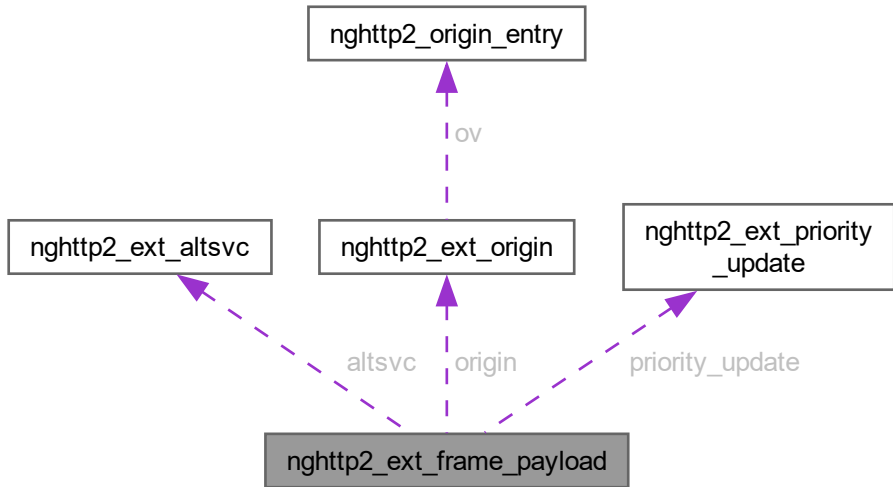 nghttp2_origin_entry
ov
nghttp2_ext_altsvc
nghttp2_ext_origin
nghttp2_ext_priority
_update
altsvc
origin
priority_update
nghttp2_ext_frame_payload